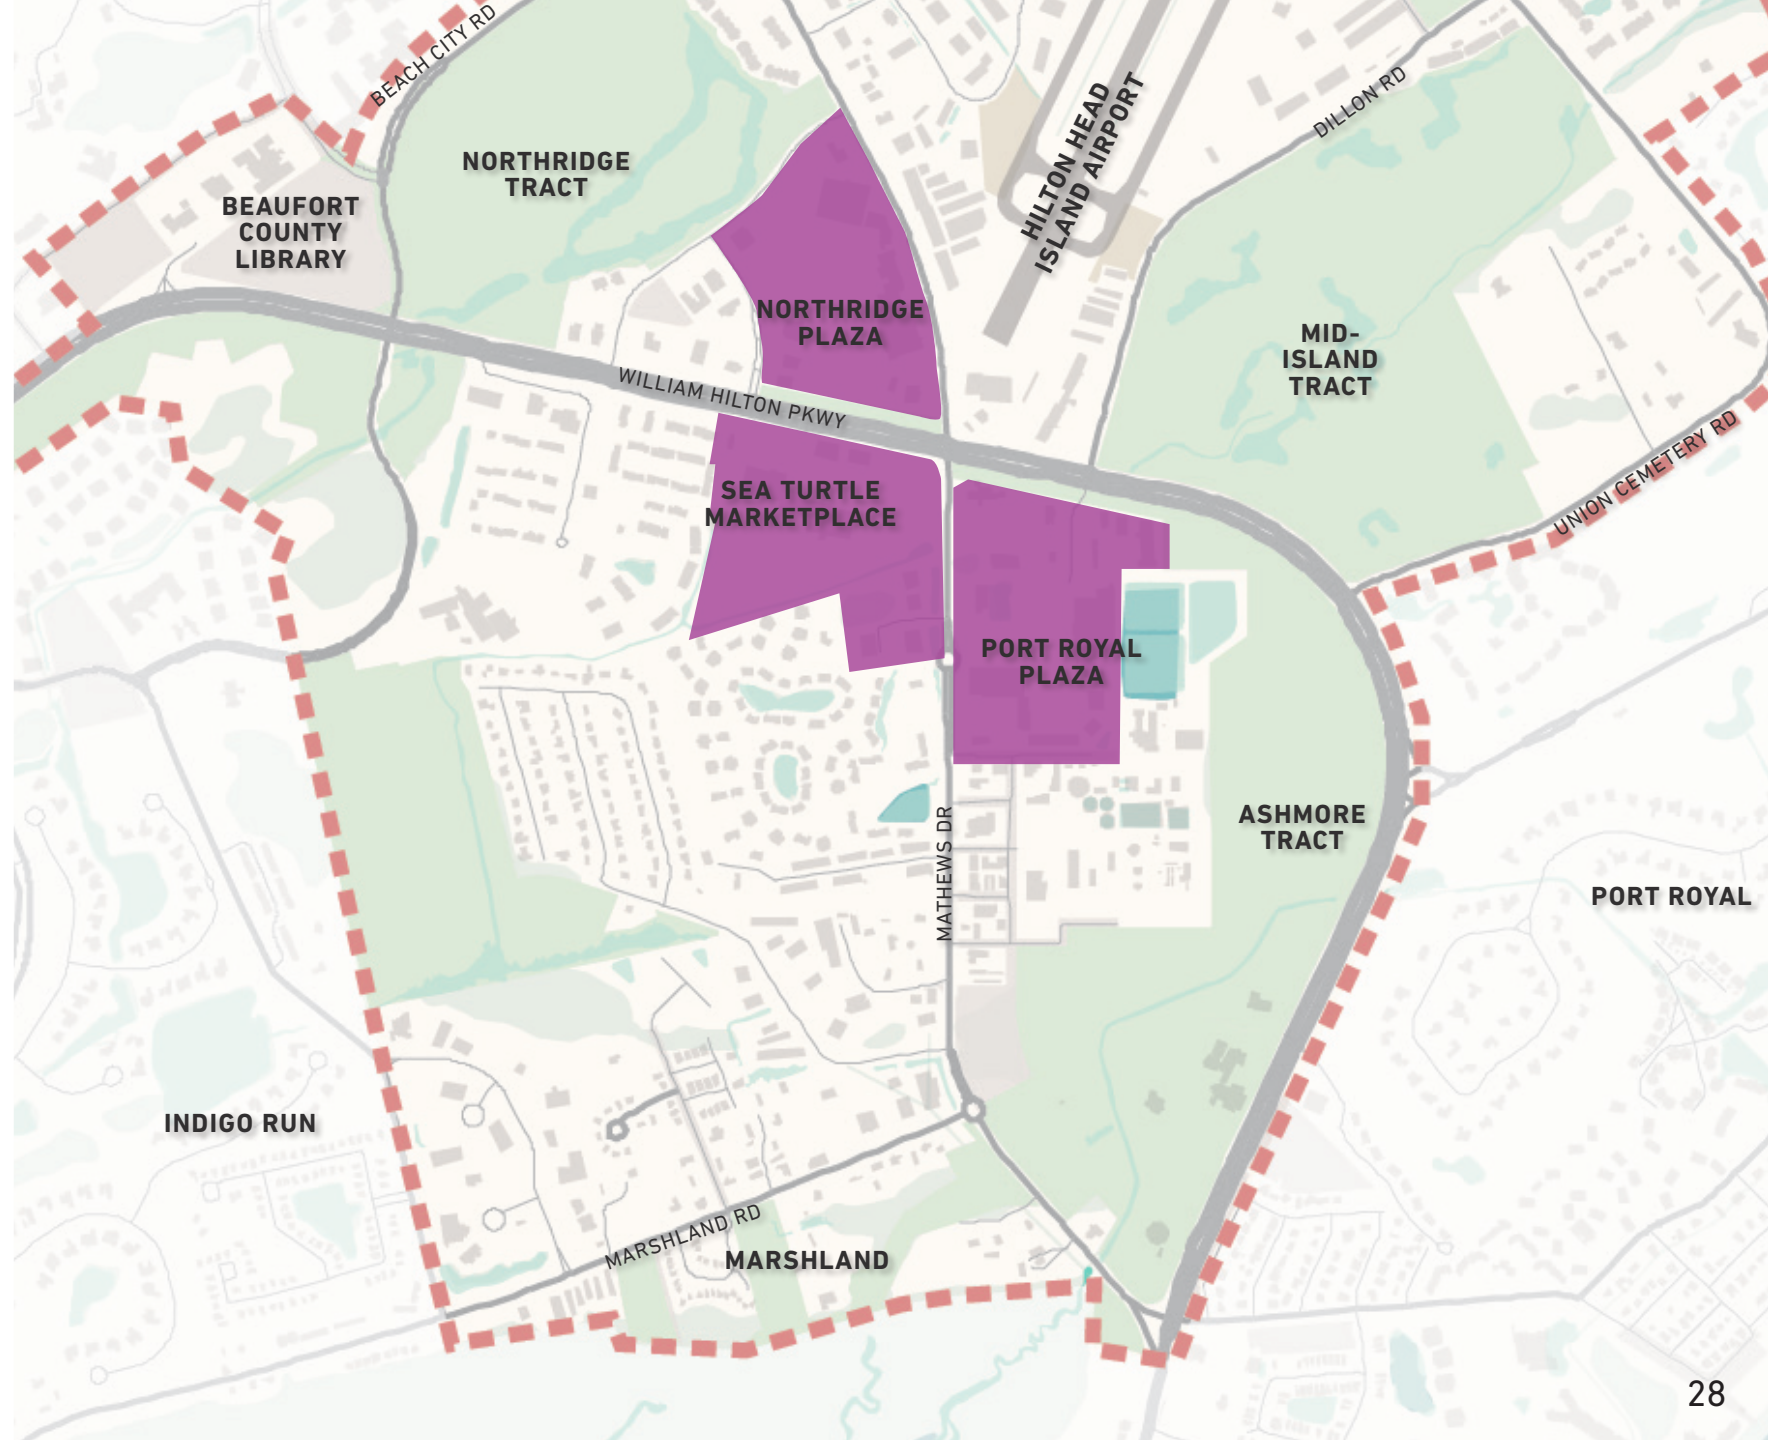 BEACH CITY RD
NORTHRIDGE
TRACT
BEAUFORT
COUNTY
LIBRARY
HILTON HEAD
ISLAND AIRPORT
DILLON RD
NORTHRIDGE
PLAZA
MID-
ISLAND
TRACT
WILLIAM HILTON PKWY
UNION CEMETERY RD
SEA TURTLE
MARKETPLACE
PORT ROYAL
PLAZA
ASHMORE
TRACT
MATHEWS DR
PORT ROYAL
INDIGO RUN
MARSHLAND RD
MARSHLAND
28